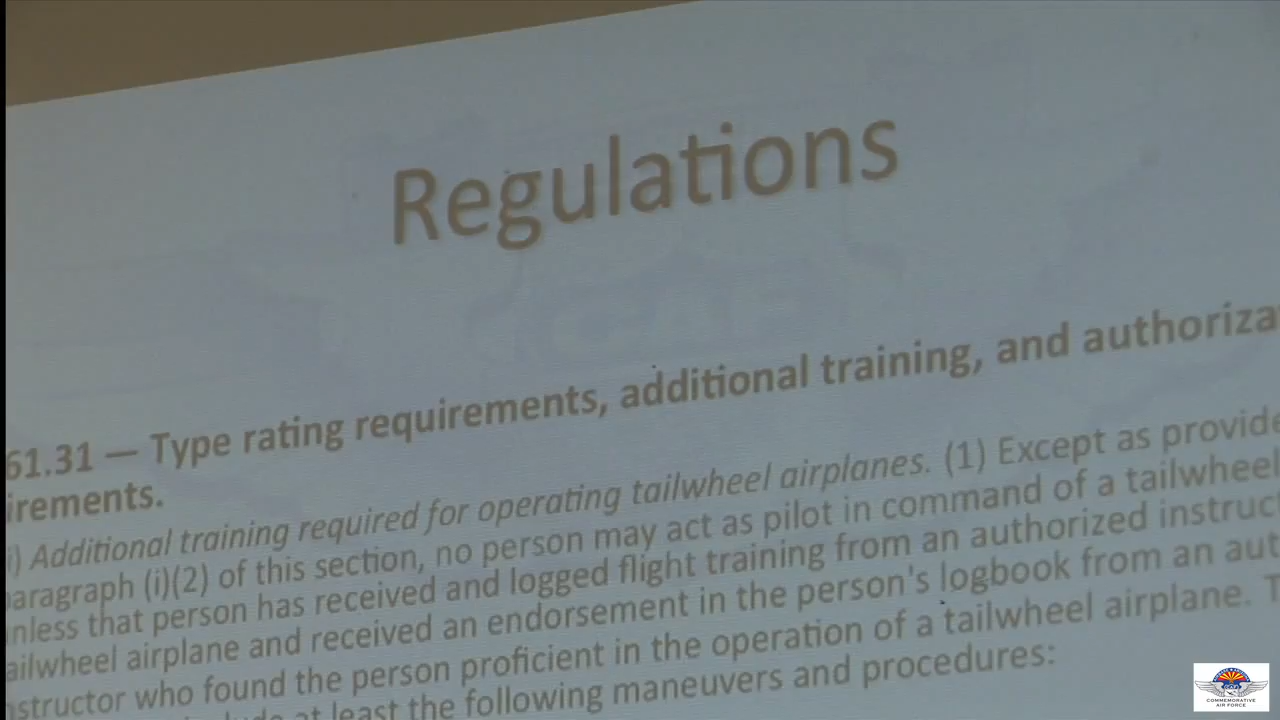 Regulations
61.31 — Type rating requirements, additional training, and authoriza
irements.
i) Additional training required for operating tailwheel airplanes. (1) Except as provide
paragraph (i)(2) of this section, no person may act as pilot in command of a tailwheel
nless that person has received and logged flight training from an authorized instruc
ailwheel airplane and received an endorsement in the person's logbook from an aut
nstructor who found the person proficient in the operation of a tailwheel airplane. T
at least the following maneuvers and procedures:
COMMEMORATIVE
AIR FORCE